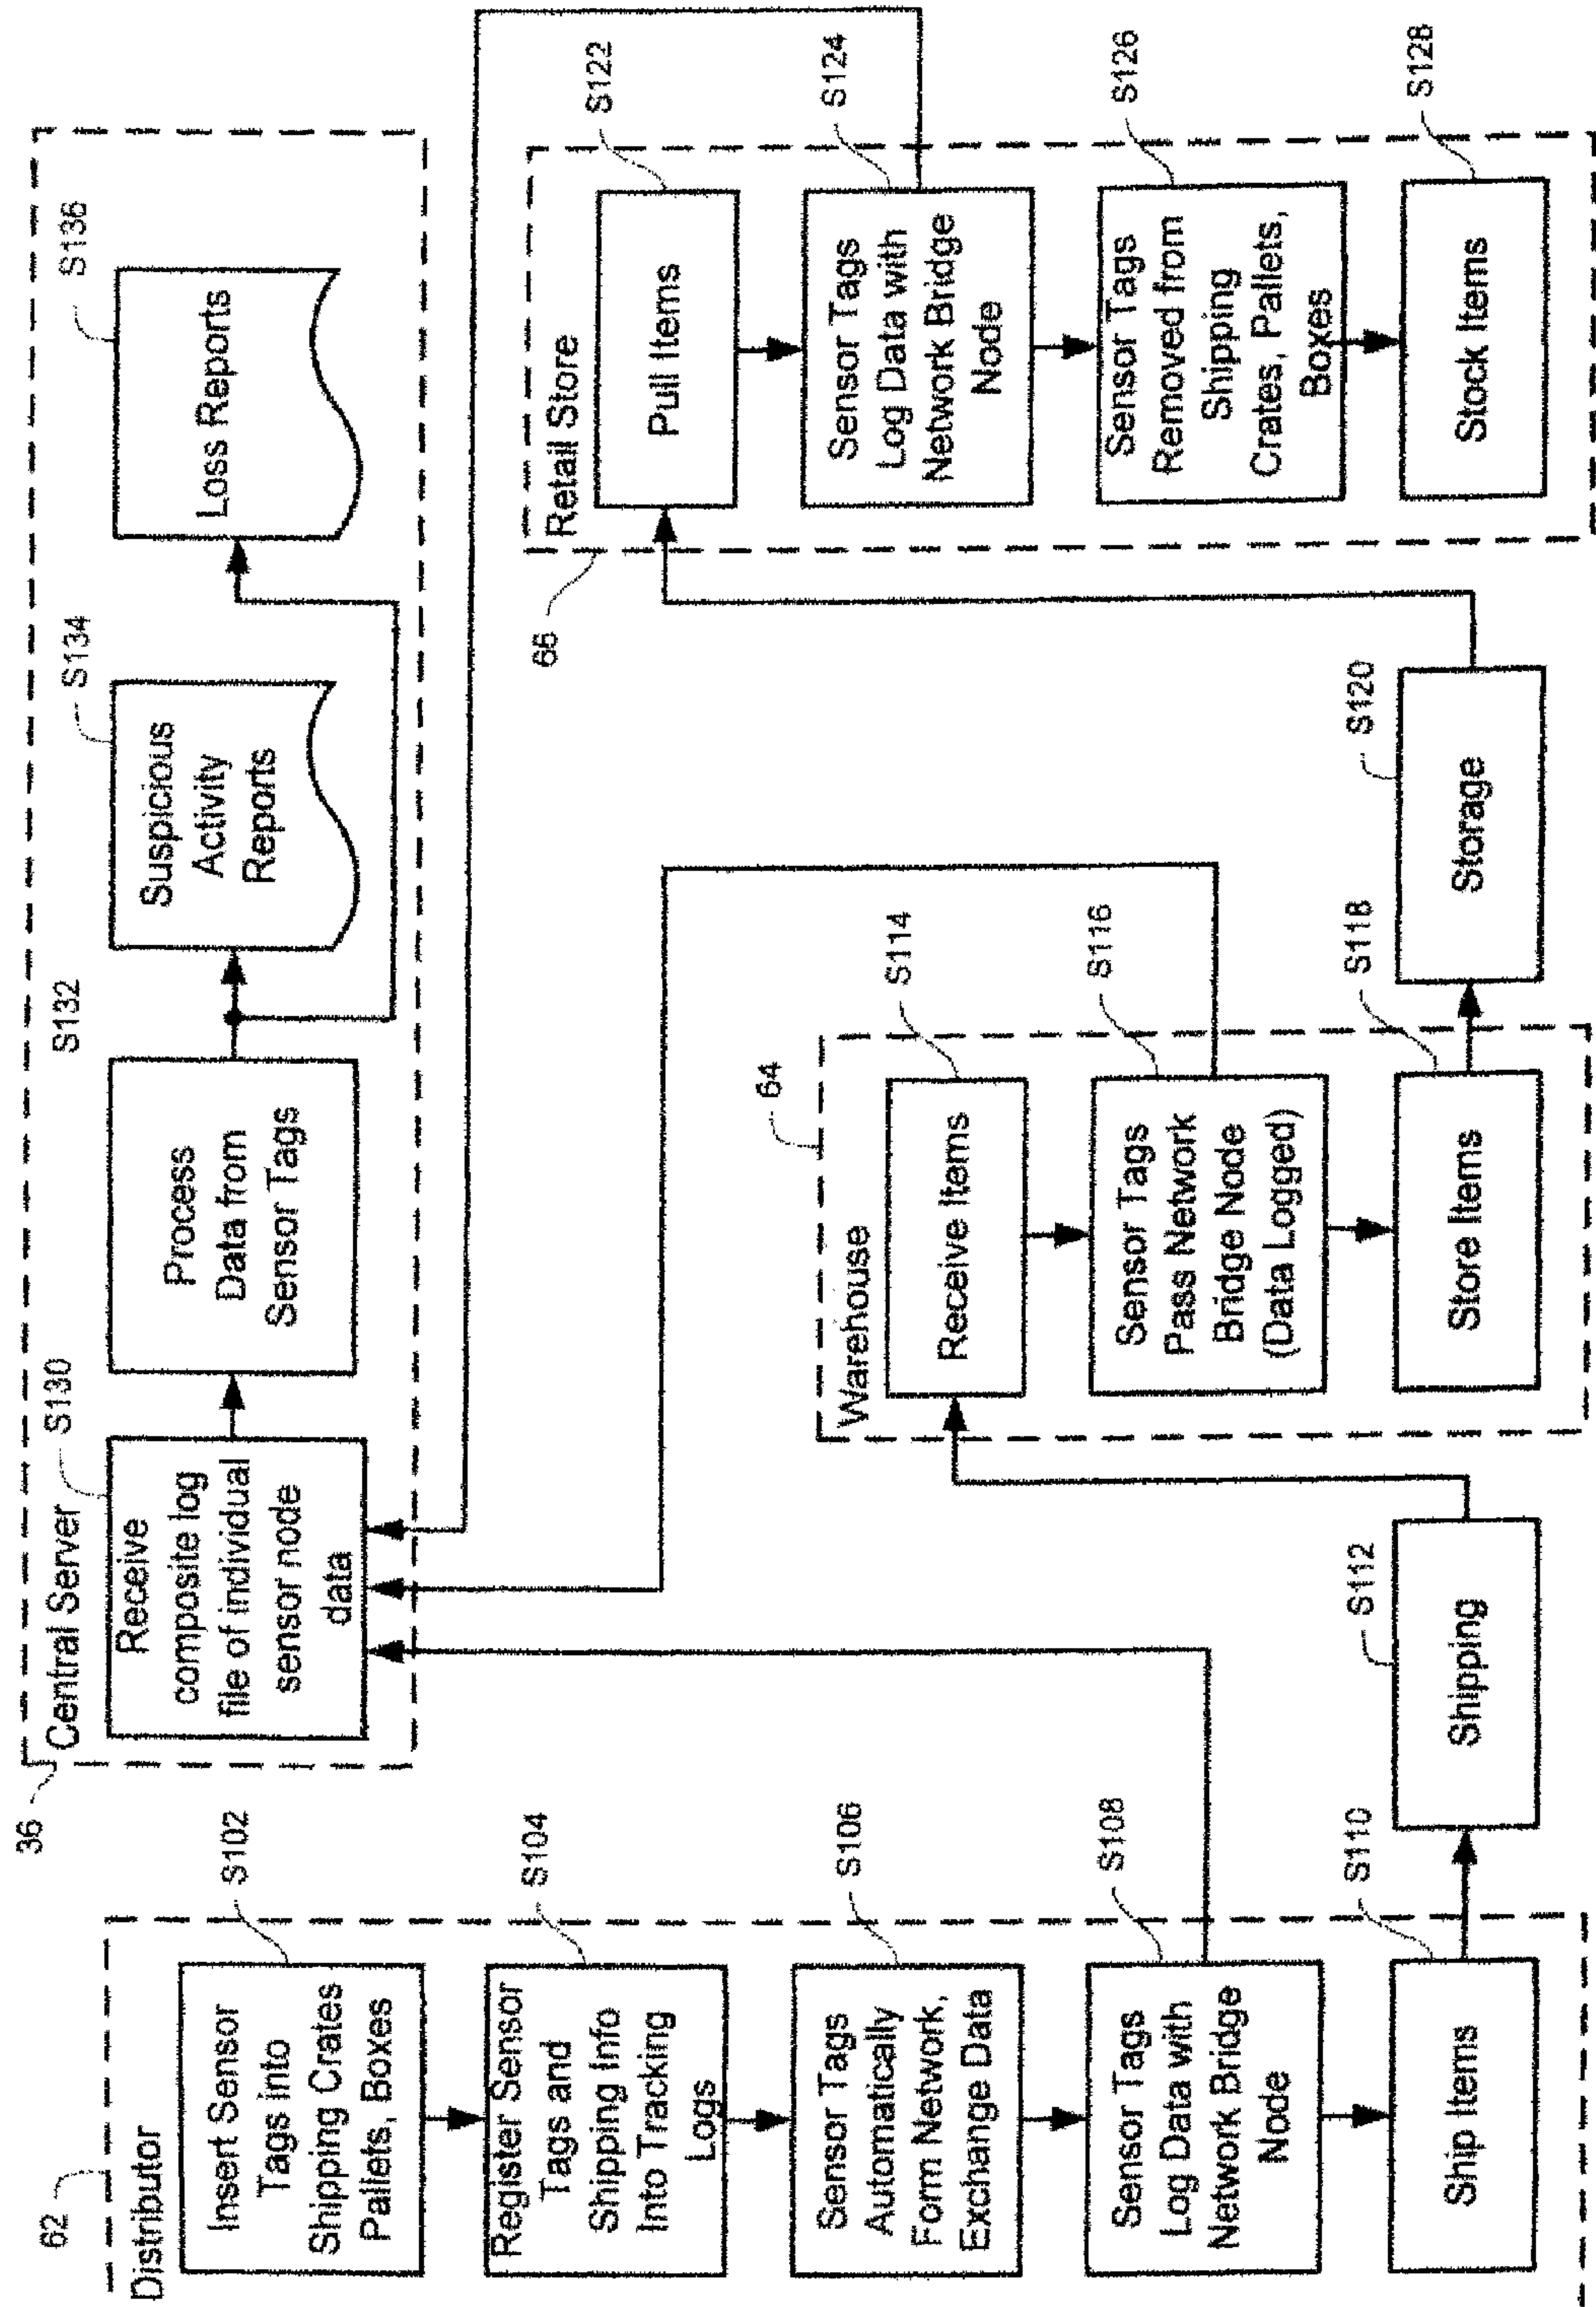 36
Central Server
S130
Receive
composite log
file of individual
sensor node
data
S132
Process
Data from
Sensor Tags
S134
Suspicious
Activity
Reports
S136
Loss Reports
62
Distributor
S102
Insert Sensor
Tags into
Shipping Crates
Pallets, Boxes
S104
Register Sensor
Tags and
Shipping Info
Into Tracking
Logs
S106
Sensor Tags
Automatically
Form Network,
Exchange Data
S108
Sensor Tags
Log Data with
Network Bridge
Node
S110
Ship Items
S112
Shipping
64
Warehouse
S114
Receive Items
S116
Sensor Tags
Pass Network
Bridge Node
(Data Logged)
S118
Store Items
S120
Storage
66
Retail Store
S122
Pull Items
S124
Sensor Tags
Log Data with
Network Bridge
Node
S126
Sensor Tags
Removed from
Shipping
Crates, Pallets,
Boxes
S128
Stock Items